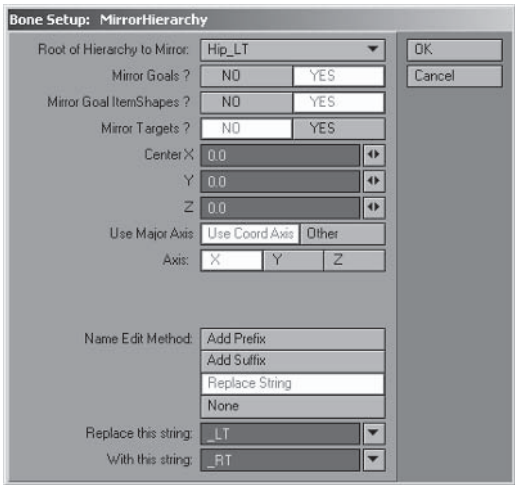 Bone Setup: MirrorHierarchy
Root of Hierarchy to Mirror: Hip_LT OK
Mirror Goals ? NO YES Cancel
Mirror Goal ItemShapes ? NO YES
Mirror Targets ? NO YES
Center X 0.0
Y 0.0
Z 0.0
Use Major Axis Use Coord Axis Other
Axis: X Y Z
Name Edit Method: Add Prefix
Add Suffix
Replace String
None
Replace this string: _LT
With this string: _RT